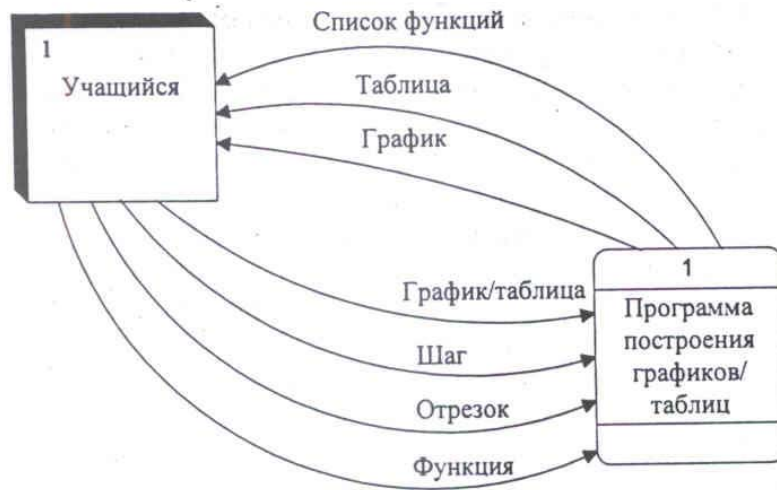 Список функций
1
Учащийся
Таблица
График
1
График/таблица
Программа
построения
графиков/
таблиц
Шаг
Отрезок
Функция